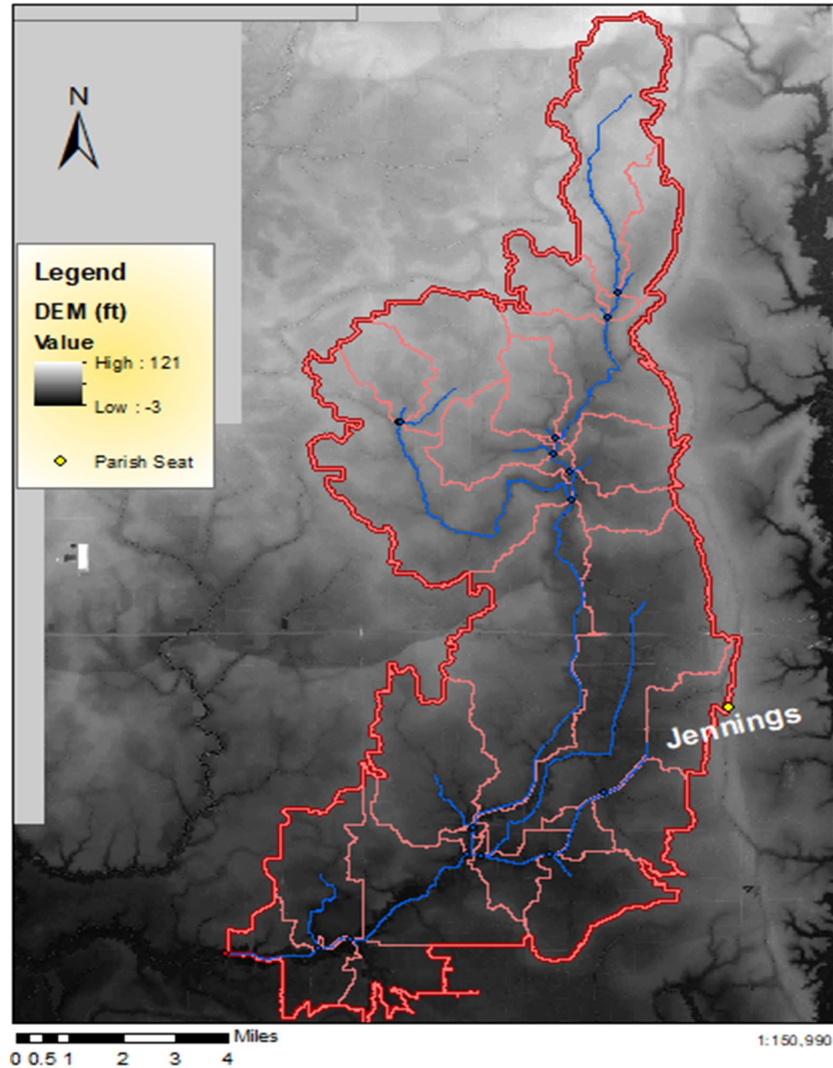 N
Legend
DEM (ft)
Value
High : 121
Low : -3
Parish Seat
Jennings
Miles
0 0.5 1 2 3 4
1:150,990